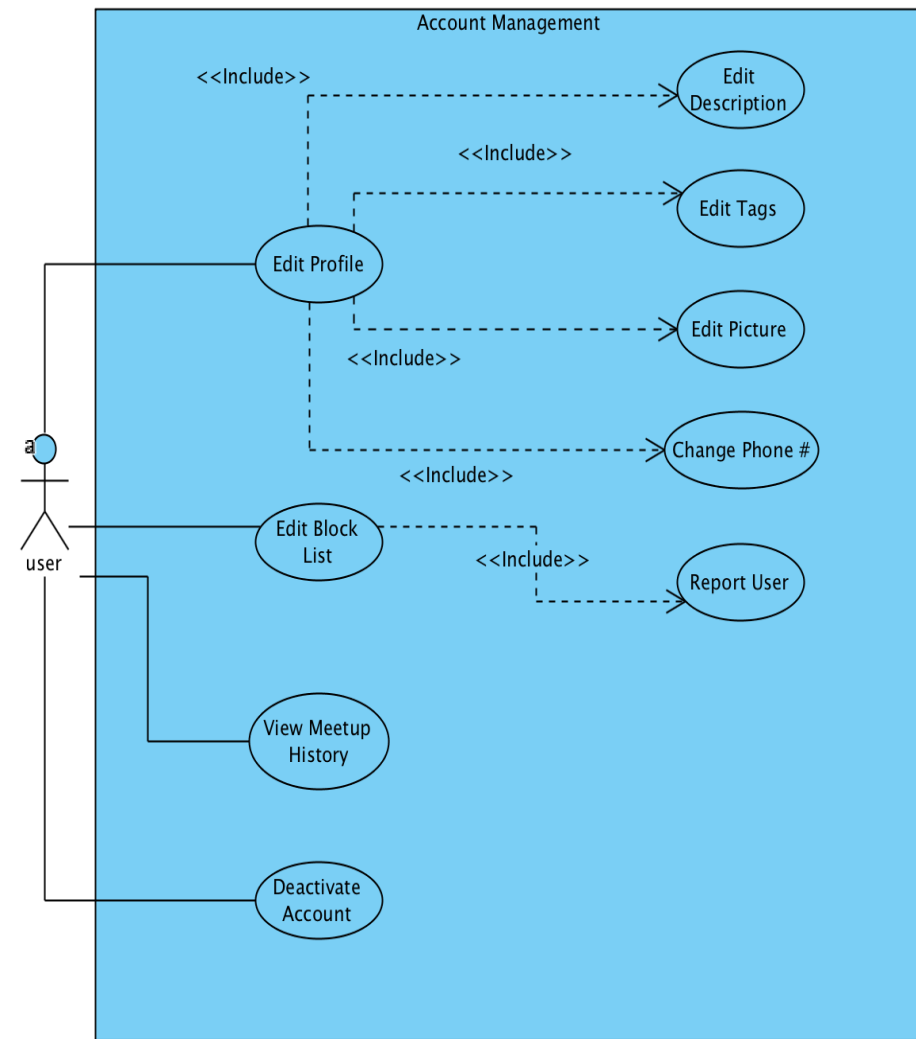 Account Management
<<Include>>
Edit
Description
<<Include>>
Edit Tags
Edit Profile
Edit Picture
<<Include>>
a
Change Phone #
<<Include>>
Edit Block
List
<<Include>>
user
Report User
View Meetup
History
Deactivate
Account